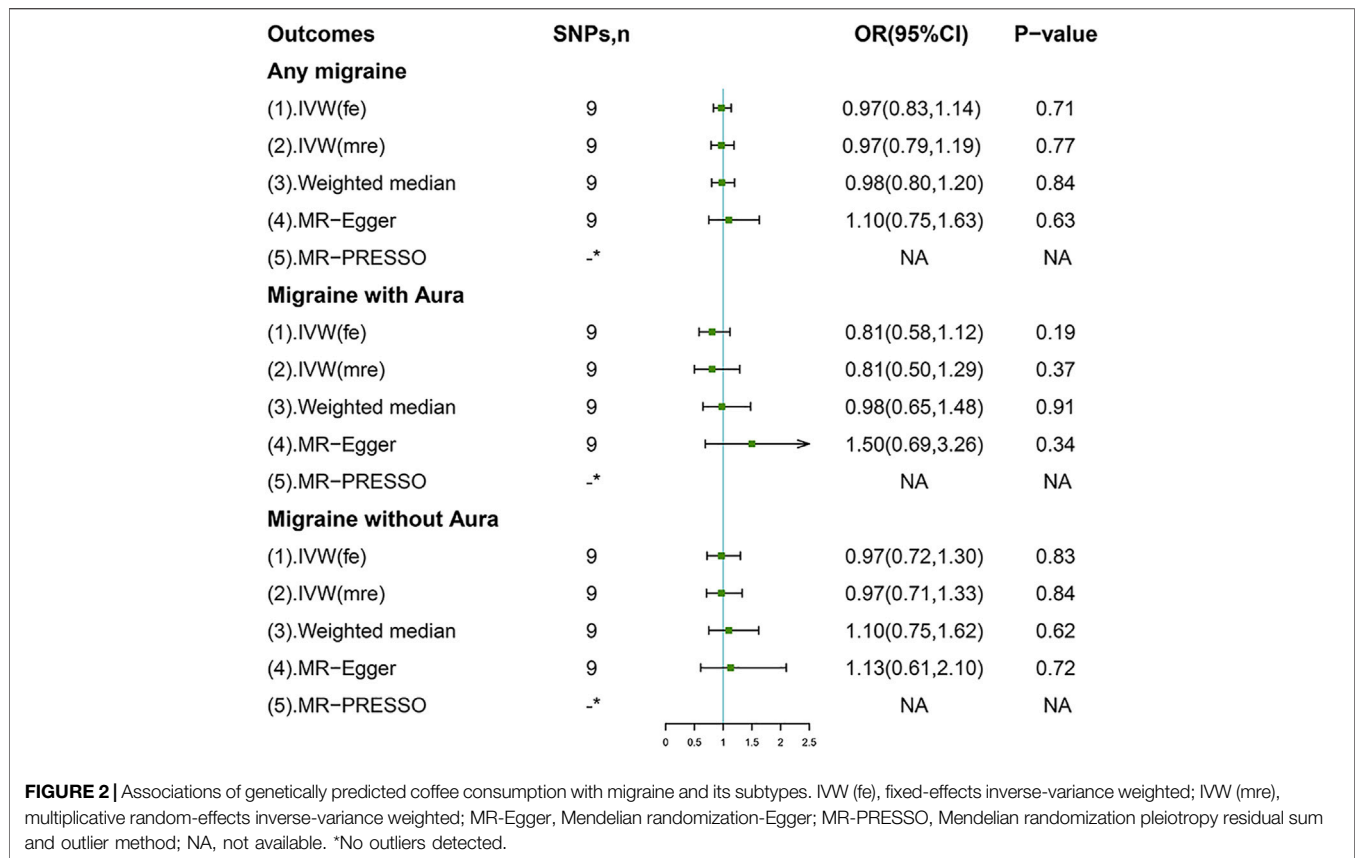 Outcomes SNPs,n OR(95%CI) P−value
Any migraine
(1).IVW(fe) 9 0.97(0.83,1.14) 0.71
(2).IVW(mre) 9 0.97(0.79,1.19) 0.77
(3).Weighted median 9 0.98(0.80,1.20) 0.84
(4).MR−Egger 9 1.10(0.75,1.63) 0.63
(5).MR−PRESSO -* NA NA
Migraine with Aura
(1).IVW(fe) 9 0.81(0.58,1.12) 0.19
(2).IVW(mre) 9 0.81(0.50,1.29) 0.37
(3).Weighted median 9 0.98(0.65,1.48) 0.91
(4).MR−Egger 9 1.50(0.69,3.26) 0.34
(5).MR−PRESSO -* NA NA
Migraine without Aura
(1).IVW(fe) 9 0.97(0.72,1.30) 0.83
(2).IVW(mre) 9 0.97(0.71,1.33) 0.84
(3).Weighted median 9 1.10(0.75,1.62) 0.62
(4).MR−Egger 9 1.13(0.61,2.10) 0.72
(5).MR−PRESSO -* NA NA
0 0.5 1 1.5 2 2.5
FIGURE 2 | Associations of genetically predicted coffee consumption with migraine and its subtypes. IVW (fe), fixed-effects inverse-variance weighted; IVW (mre),
multiplicative random-effects inverse-variance weighted; MR-Egger, Mendelian randomization-Egger; MR-PRESSO, Mendelian randomization pleiotropy residual sum
and outlier method; NA, not available. *No outliers detected.